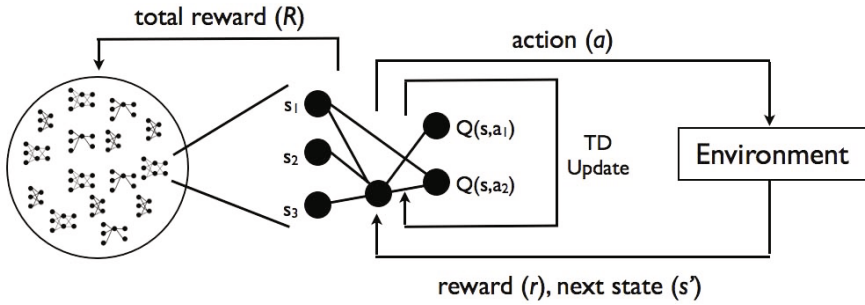 total reward (R)
action (a)
s1
s2
s3
Q(s,a1)
Q(s,a2)
TD
Update
Environment
reward (r), next state (s’)